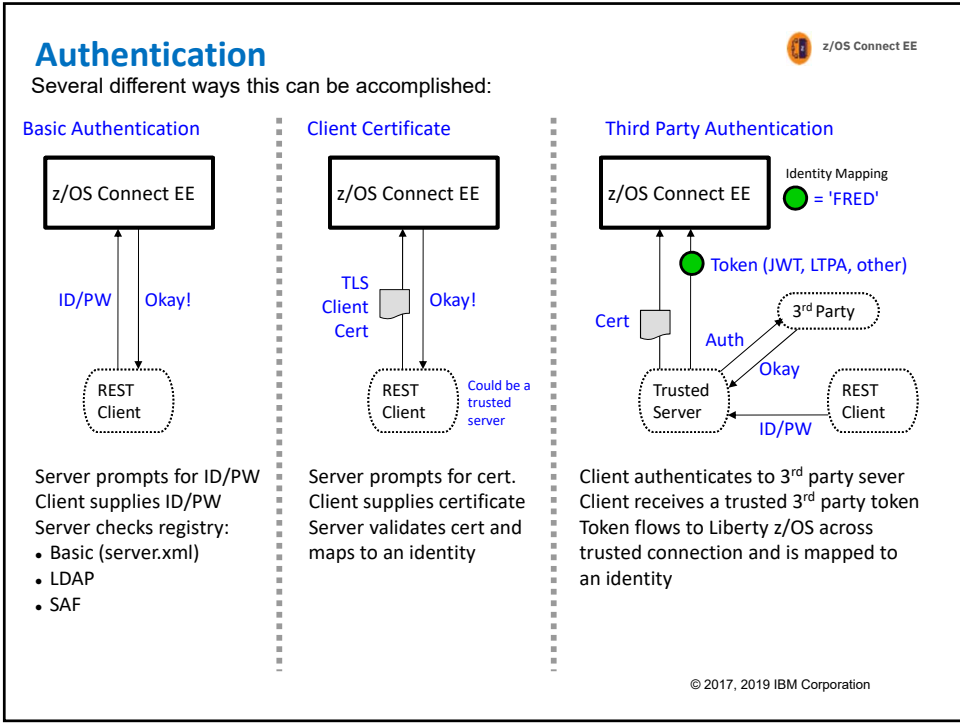 Authentication
z/OS Connect EE
Several different ways this can be accomplished:
Basic Authentication
z/OS Connect EE
ID/PW
Okay!
REST
Client
Server prompts for ID/PW
Client supplies ID/PW
Server checks registry:
• Basic (server.xml)
• LDAP
• SAF
Client Certificate
z/OS Connect EE
TLS
Client
Cert
Okay!
REST
Client
Could be a
trusted
server
Server prompts for cert.
Client supplies certificate
Server validates cert and
maps to an identity
Third Party Authentication
z/OS Connect EE
Identity Mapping
= 'FRED'
Token (JWT, LTPA, other)
3rd Party
Cert
Auth
Okay
Trusted
Server
REST
Client
ID/PW
Client authenticates to 3rd party sever
Client receives a trusted 3rd party token
Token flows to Liberty z/OS across
trusted connection and is mapped to
an identity
© 2017, 2019 IBM Corporation